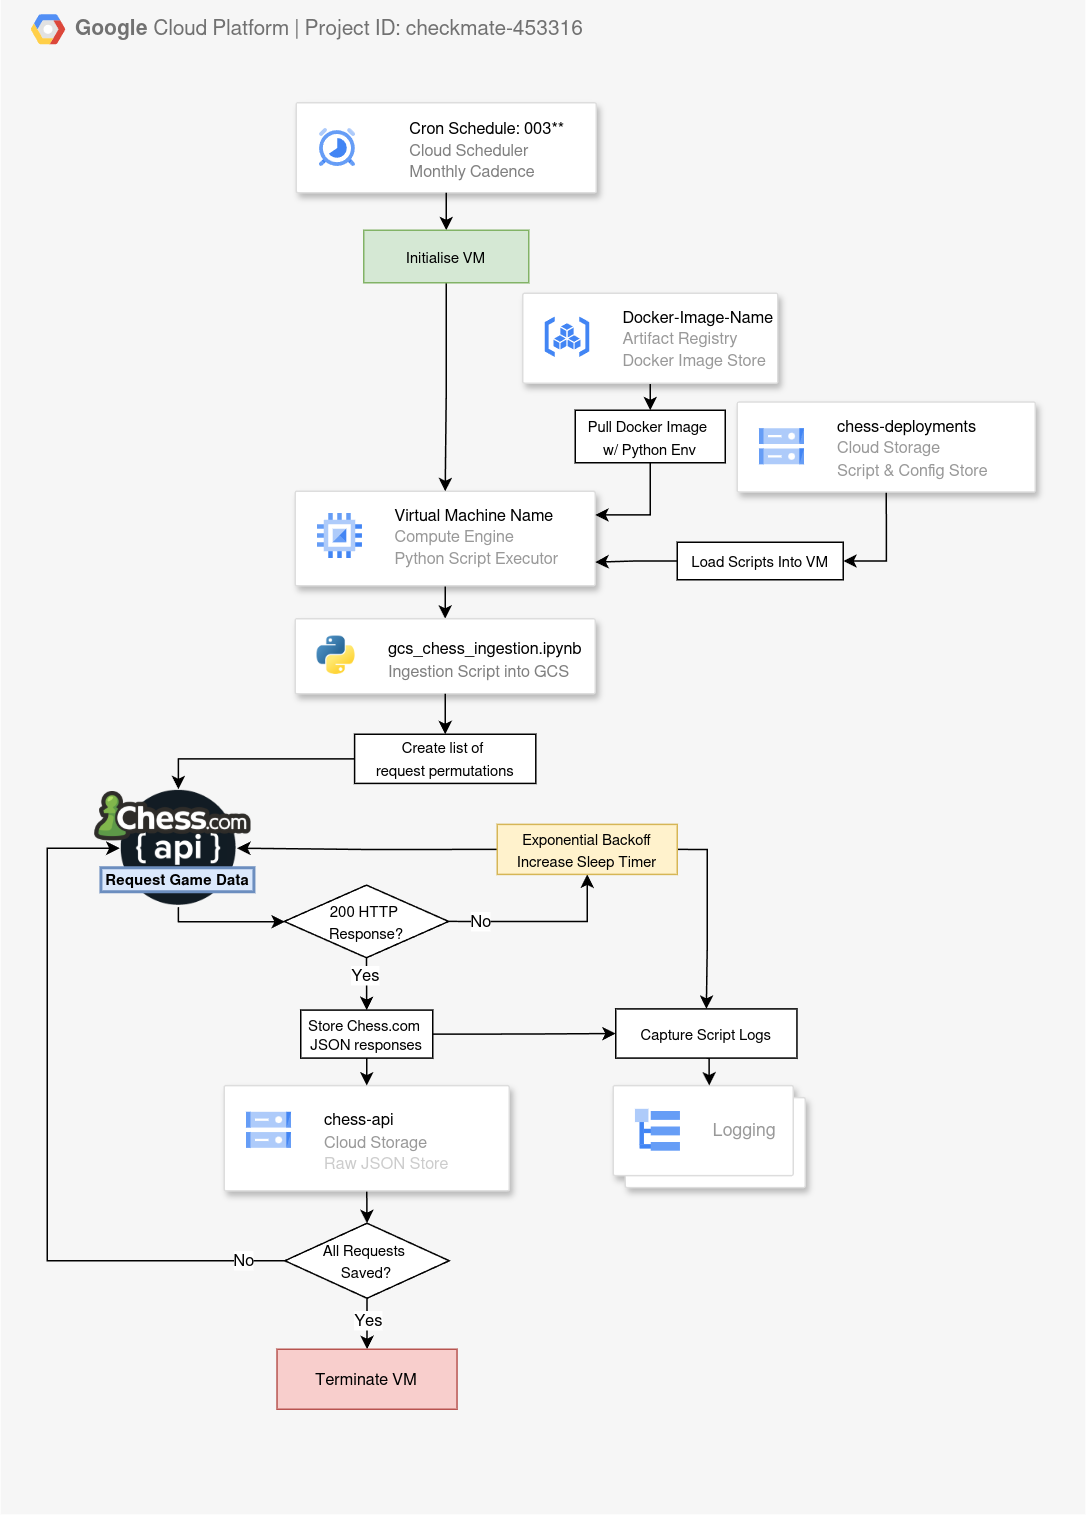 Google Cloud Platform | Project ID: checkmate-453316
Cron Schedule: 003**
Cloud Scheduler
Monthly Cadence
Initialise VM
Docker-Image-Name
Artifact Registry
Docker Image Store
Pull Docker Image
w/ Python Env
chess-deployments
Cloud Storage
Script & Config Store
Virtual Machine Name
Compute Engine
Python Script Executor
Load Scripts Into VM
gcs_chess_ingestion.ipynb
Ingestion Script into GCS
Create list of
request permutations
Chess.com
{ api }
Request Game Data
Exponential Backoff
Increase Sleep Timer
200 HTTP
Response?
No
Yes
Store Chess.com
JSON responses
Capture Script Logs
chess-api
Cloud Storage
Raw JSON Store
Logging
All Requests
Saved?
No
Yes
Terminate VM